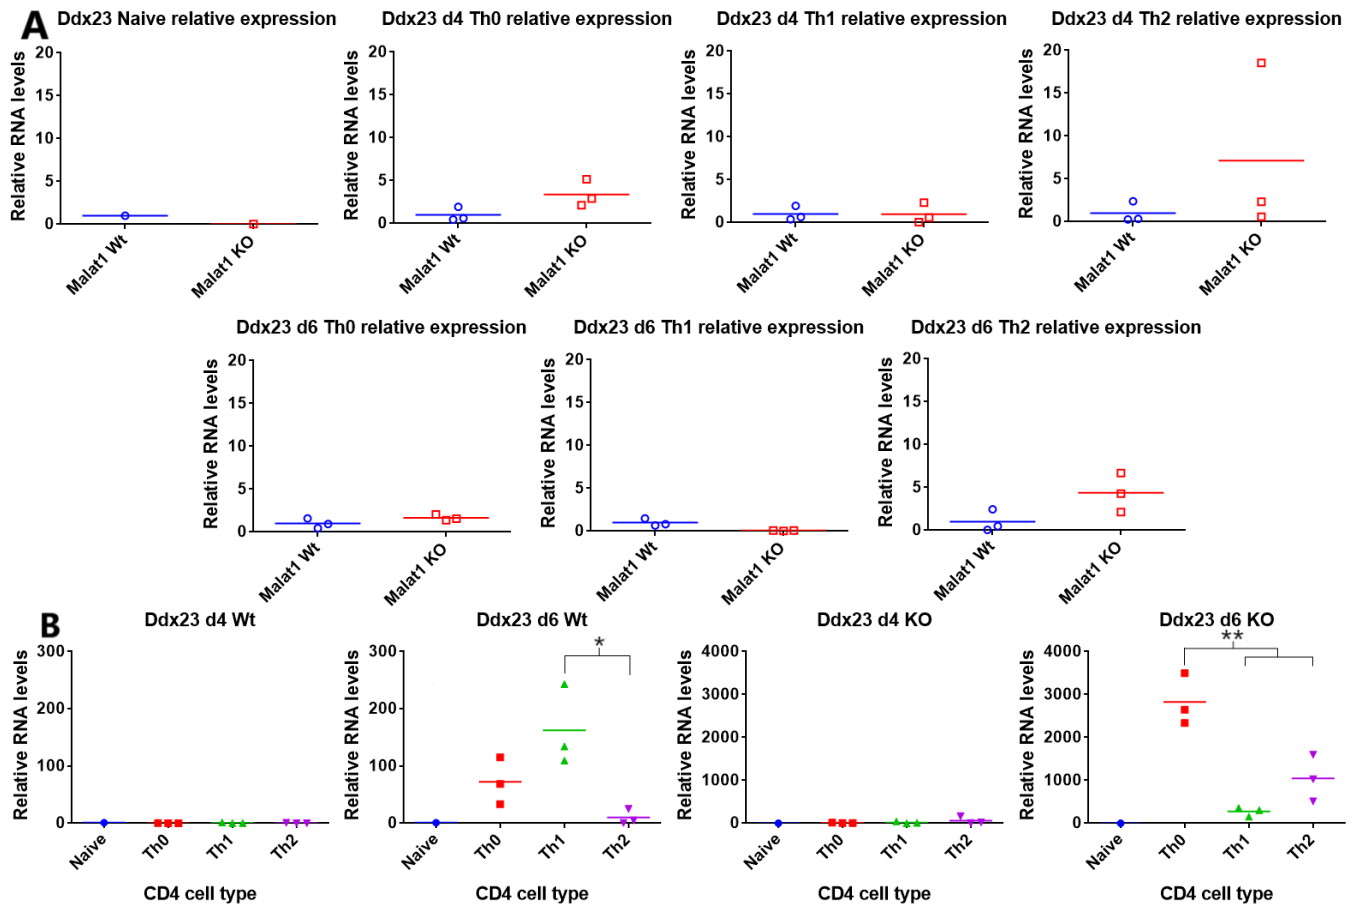 A
Ddx23 Naive relative expression
Relative RNA levels
20
15
10
5
0
Malat1 Wt
Malat1 KO
Ddx23 d4 Th0 relative expression
Relative RNA levels
20
15
10
5
0
Malat1 Wt
Malat1 KO
Ddx23 d4 Th1 relative expression
Relative RNA levels
20
15
10
5
0
Malat1 Wt
Malat1 KO
Ddx23 d4 Th2 relative expression
Relative RNA levels
20
15
10
5
0
Malat1 Wt
Malat1 KO
Ddx23 d6 Th0 relative expression
Relative RNA levels
20
15
10
5
0
Malat1 Wt
Malat1 KO
Ddx23 d6 Th1 relative expression
Relative RNA levels
20
15
10
5
0
Malat1 Wt
Malat1 KO
Ddx23 d6 Th2 relative expression
Relative RNA levels
20
15
10
5
0
Malat1 Wt
Malat1 KO
B
Ddx23 d4 Wt
Relative RNA levels
300
200
100
0
Naive
Th0
Th1
Th2
CD4 cell type
Ddx23 d6 Wt
*
Relative RNA levels
300
200
100
0
Naive
Th0
Th1
Th2
CD4 cell type
Ddx23 d4 KO
Relative RNA levels
4000
3000
2000
1000
0
Naive
Th0
Th1
Th2
CD4 cell type
Ddx23 d6 KO
**
Relative RNA levels
4000
3000
2000
1000
0
Naive
Th0
Th1
Th2
CD4 cell type